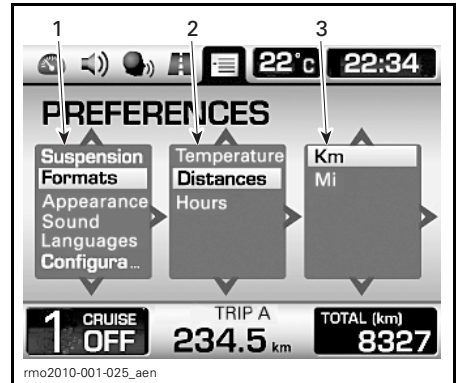 1 2 3
22°c 22:34
PREFERENCES
Suspension
Formats
Appearance
Sound
Languages
Configura...
Temperature
Distances
Hours
Km
Mi
1 CRUISE OFF
TRIP A
234.5 km
TOTAL (km)
8327
rmo2010-001-025_aen